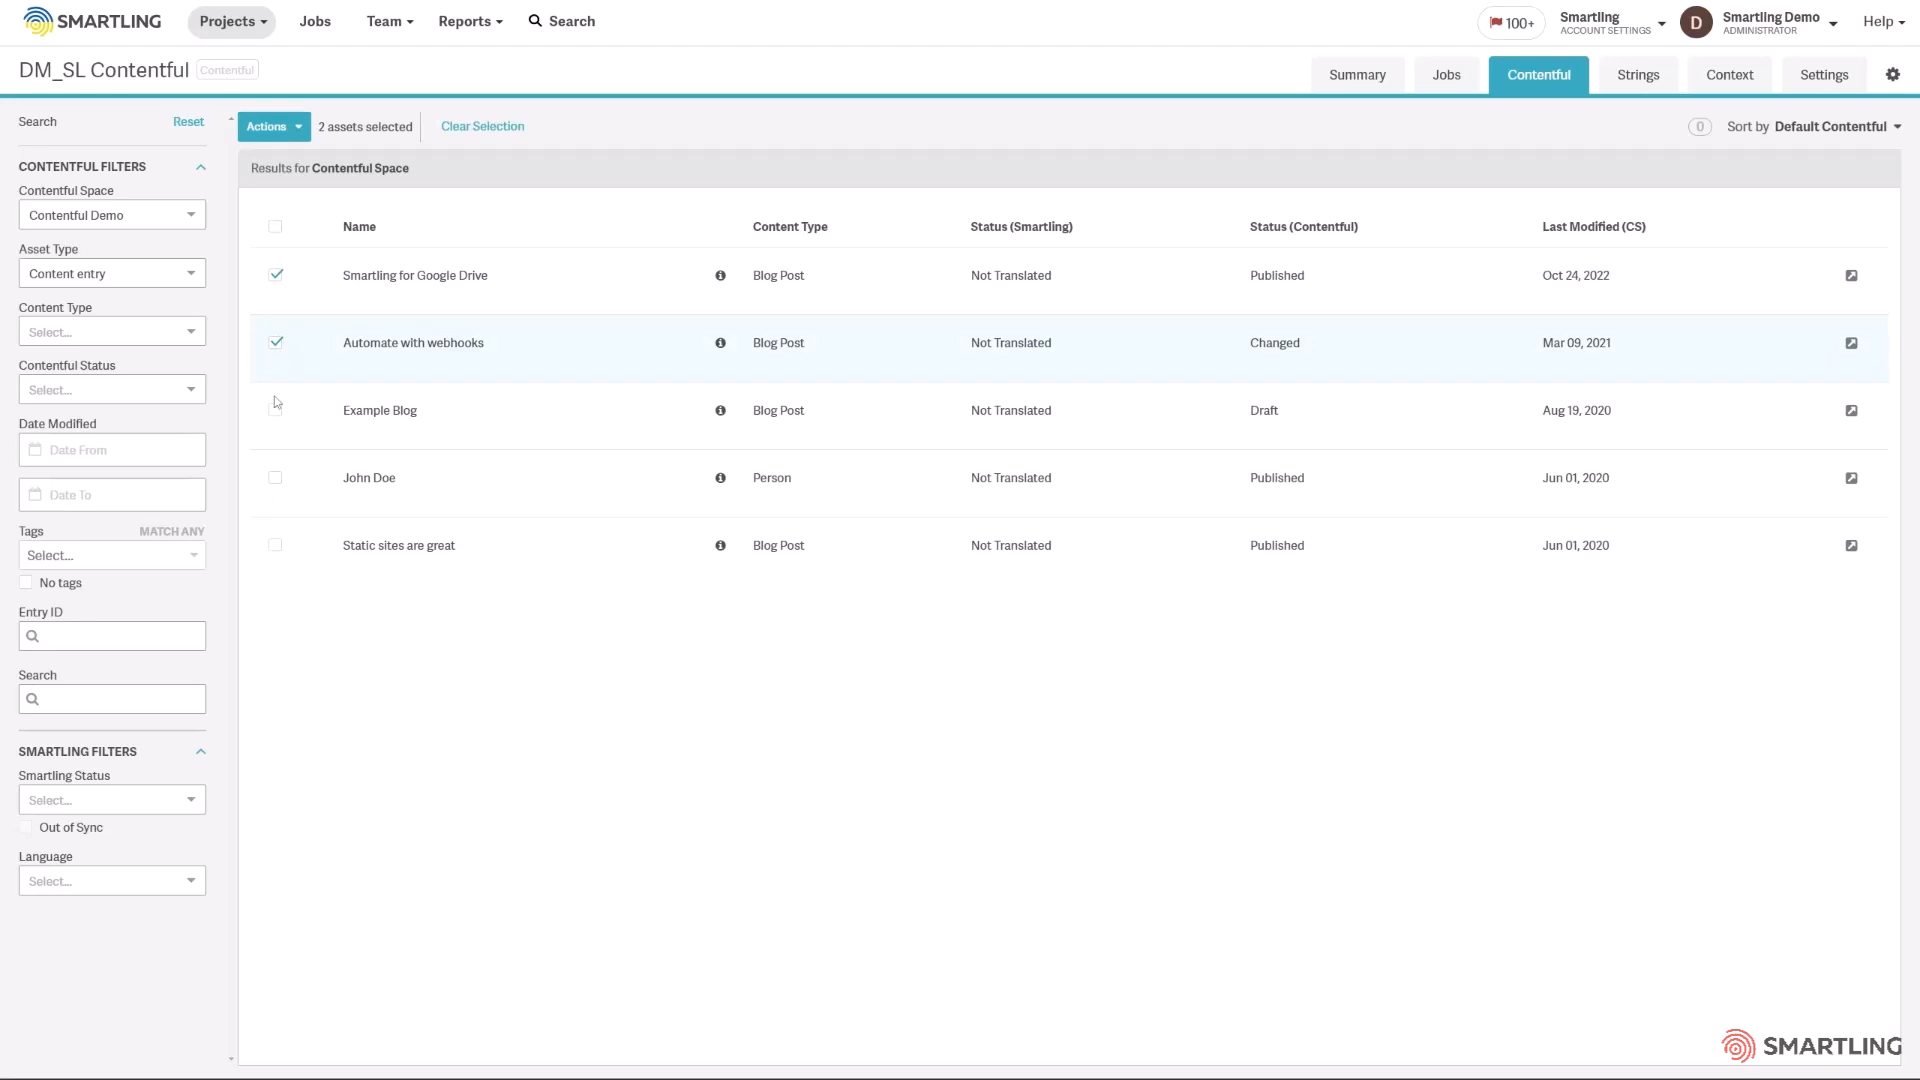 SMARTLING
Projects
Jobs
Team
Reports
Search
100+
Smartling
ACCOUNT SETTINGS
D
Smartling Demo
ADMINISTRATOR
Help
DM_SL Contentful
Contentful
Summary
Jobs
Contentful
Strings
Context
Settings
Search
Reset
Actions
2 assets selected
Clear Selection
0
Sort by Default Contentful
CONTENTFUL FILTERS
Contentful Space
Contentful Demo
Asset Type
Content entry
Content Type
Select...
Contentful Status
Select...
Date Modified
Date From
Date To
Tags
MATCH ANY
Select...
No tags
Entry ID
Search
SMARTLING FILTERS
Smartling Status
Select...
Out of Sync
Language
Select...
Results for Contentful Space
Name Content Type Status (Smartling) Status (Contentful) Last Modified (CS)
Smartling for Google Drive Blog Post Not Translated Published Oct 24, 2022
Automate with webhooks Blog Post Not Translated Changed Mar 09, 2021
Example Blog Blog Post Not Translated Draft Aug 19, 2020
John Doe Person Not Translated Published Jun 01, 2020
Static sites are great Blog Post Not Translated Published Jun 01, 2020
SMARTLING